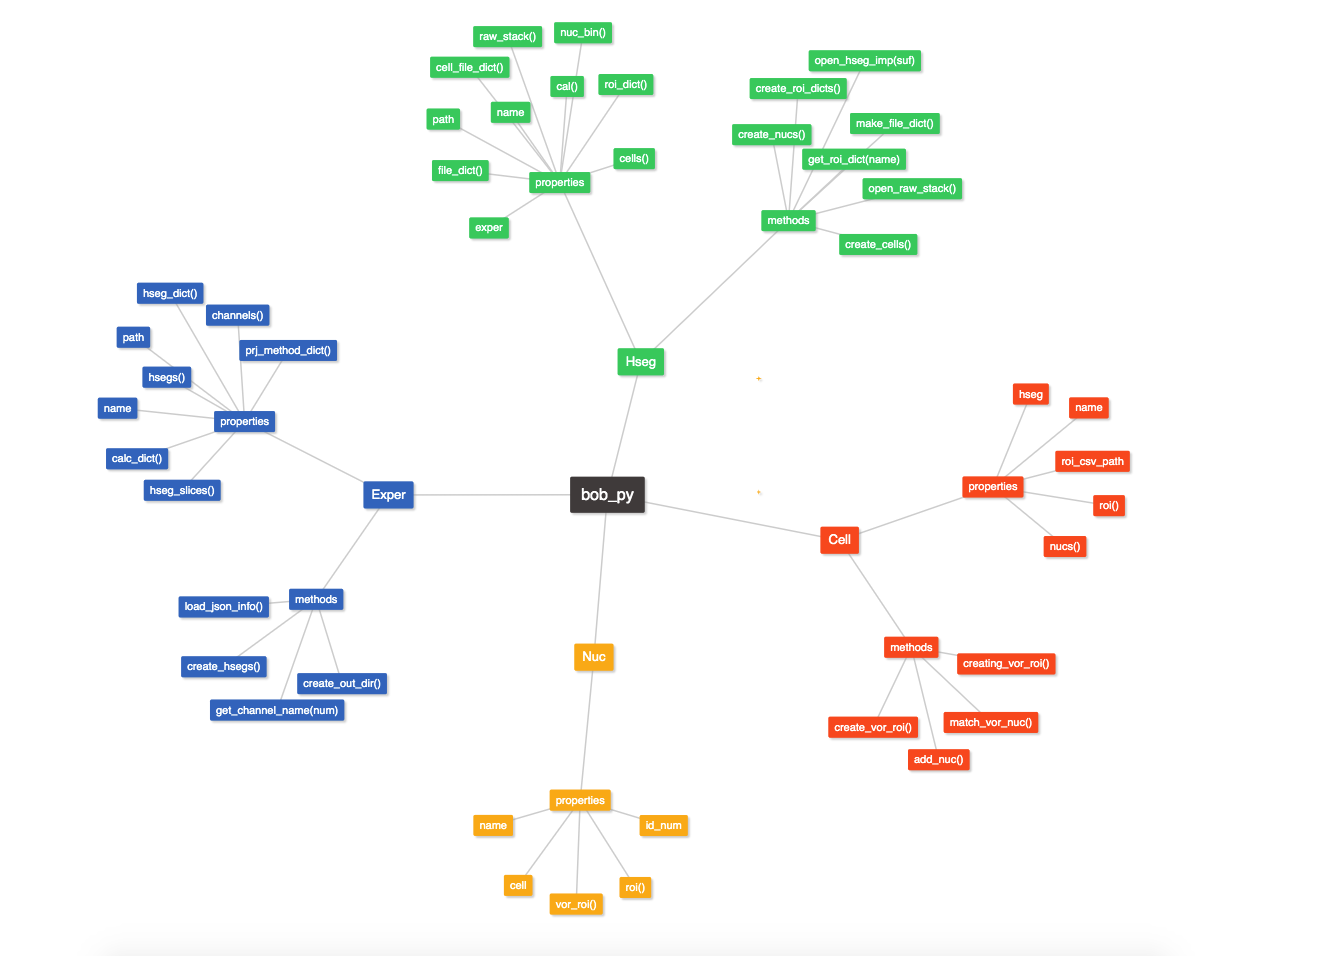 raw_stack()
nuc_bin()
cell_file_dict()
cal()
roi_dict()
path
name
file_dict()
cells()
properties
exper
open_hseg_imp(suf)
create_roi_dicts()
make_file_dict()
create_nucs()
get_roi_dict(name)
open_raw_stack()
methods
create_cells()
Hseg
hseg_dict()
channels()
path
prj_method_dict()
hsegs()
name
properties
calc_dict()
hseg_slices()
Exper
bob_py
load_json_info()
methods
create_hsegs()
create_out_dir()
get_channel_name(num)
hseg
name
roi_csv_path
properties
roi()
nucs()
Cell
methods
creating_vor_roi()
create_vor_roi()
match_vor_nuc()
add_nuc()
Nuc
properties
name
id_num
cell
roi()
vor_roi()